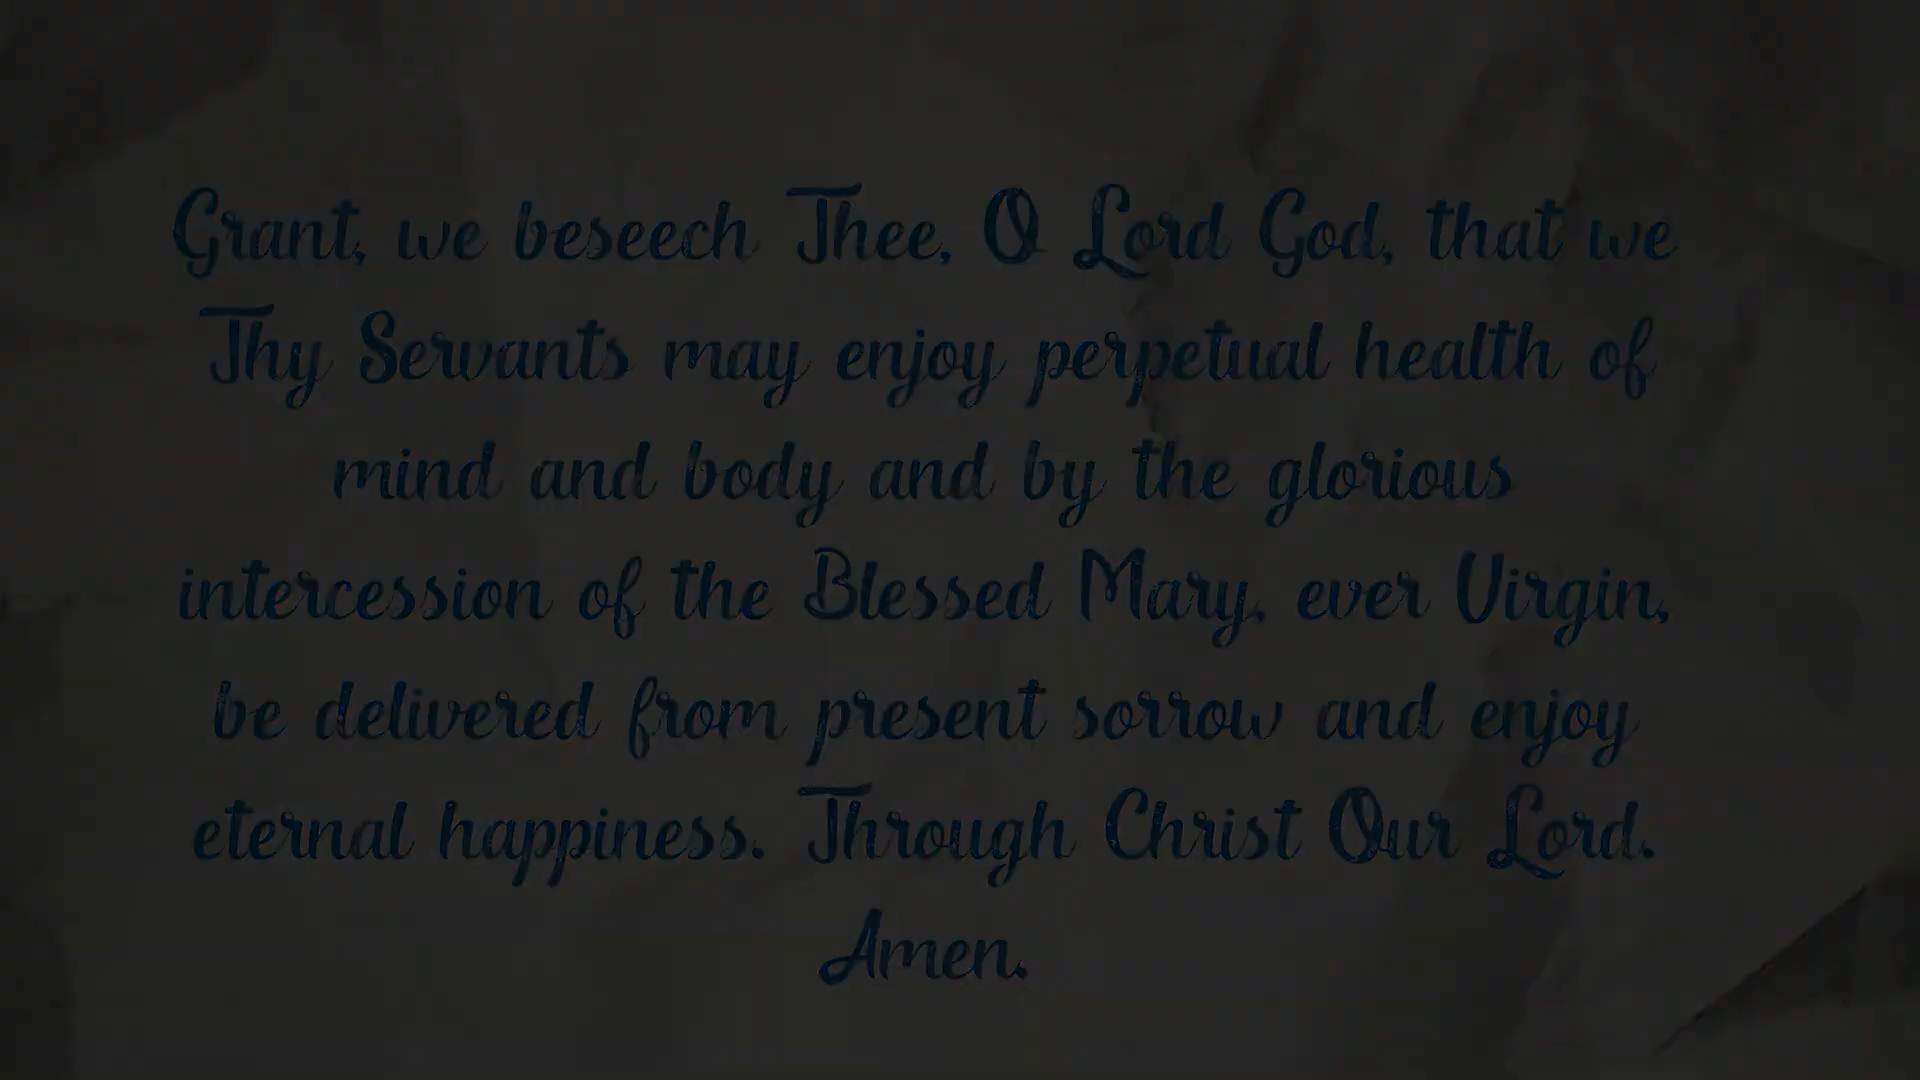 Grant, we beseech Thee, O Lord God, that we
Thy Servants may enjoy perpetual health of
mind and body and by the glorious
intercession of the Blessed Mary, ever Virgin,
be delivered from present sorrow and enjoy
eternal happiness. Through Christ Our Lord.
Amen.